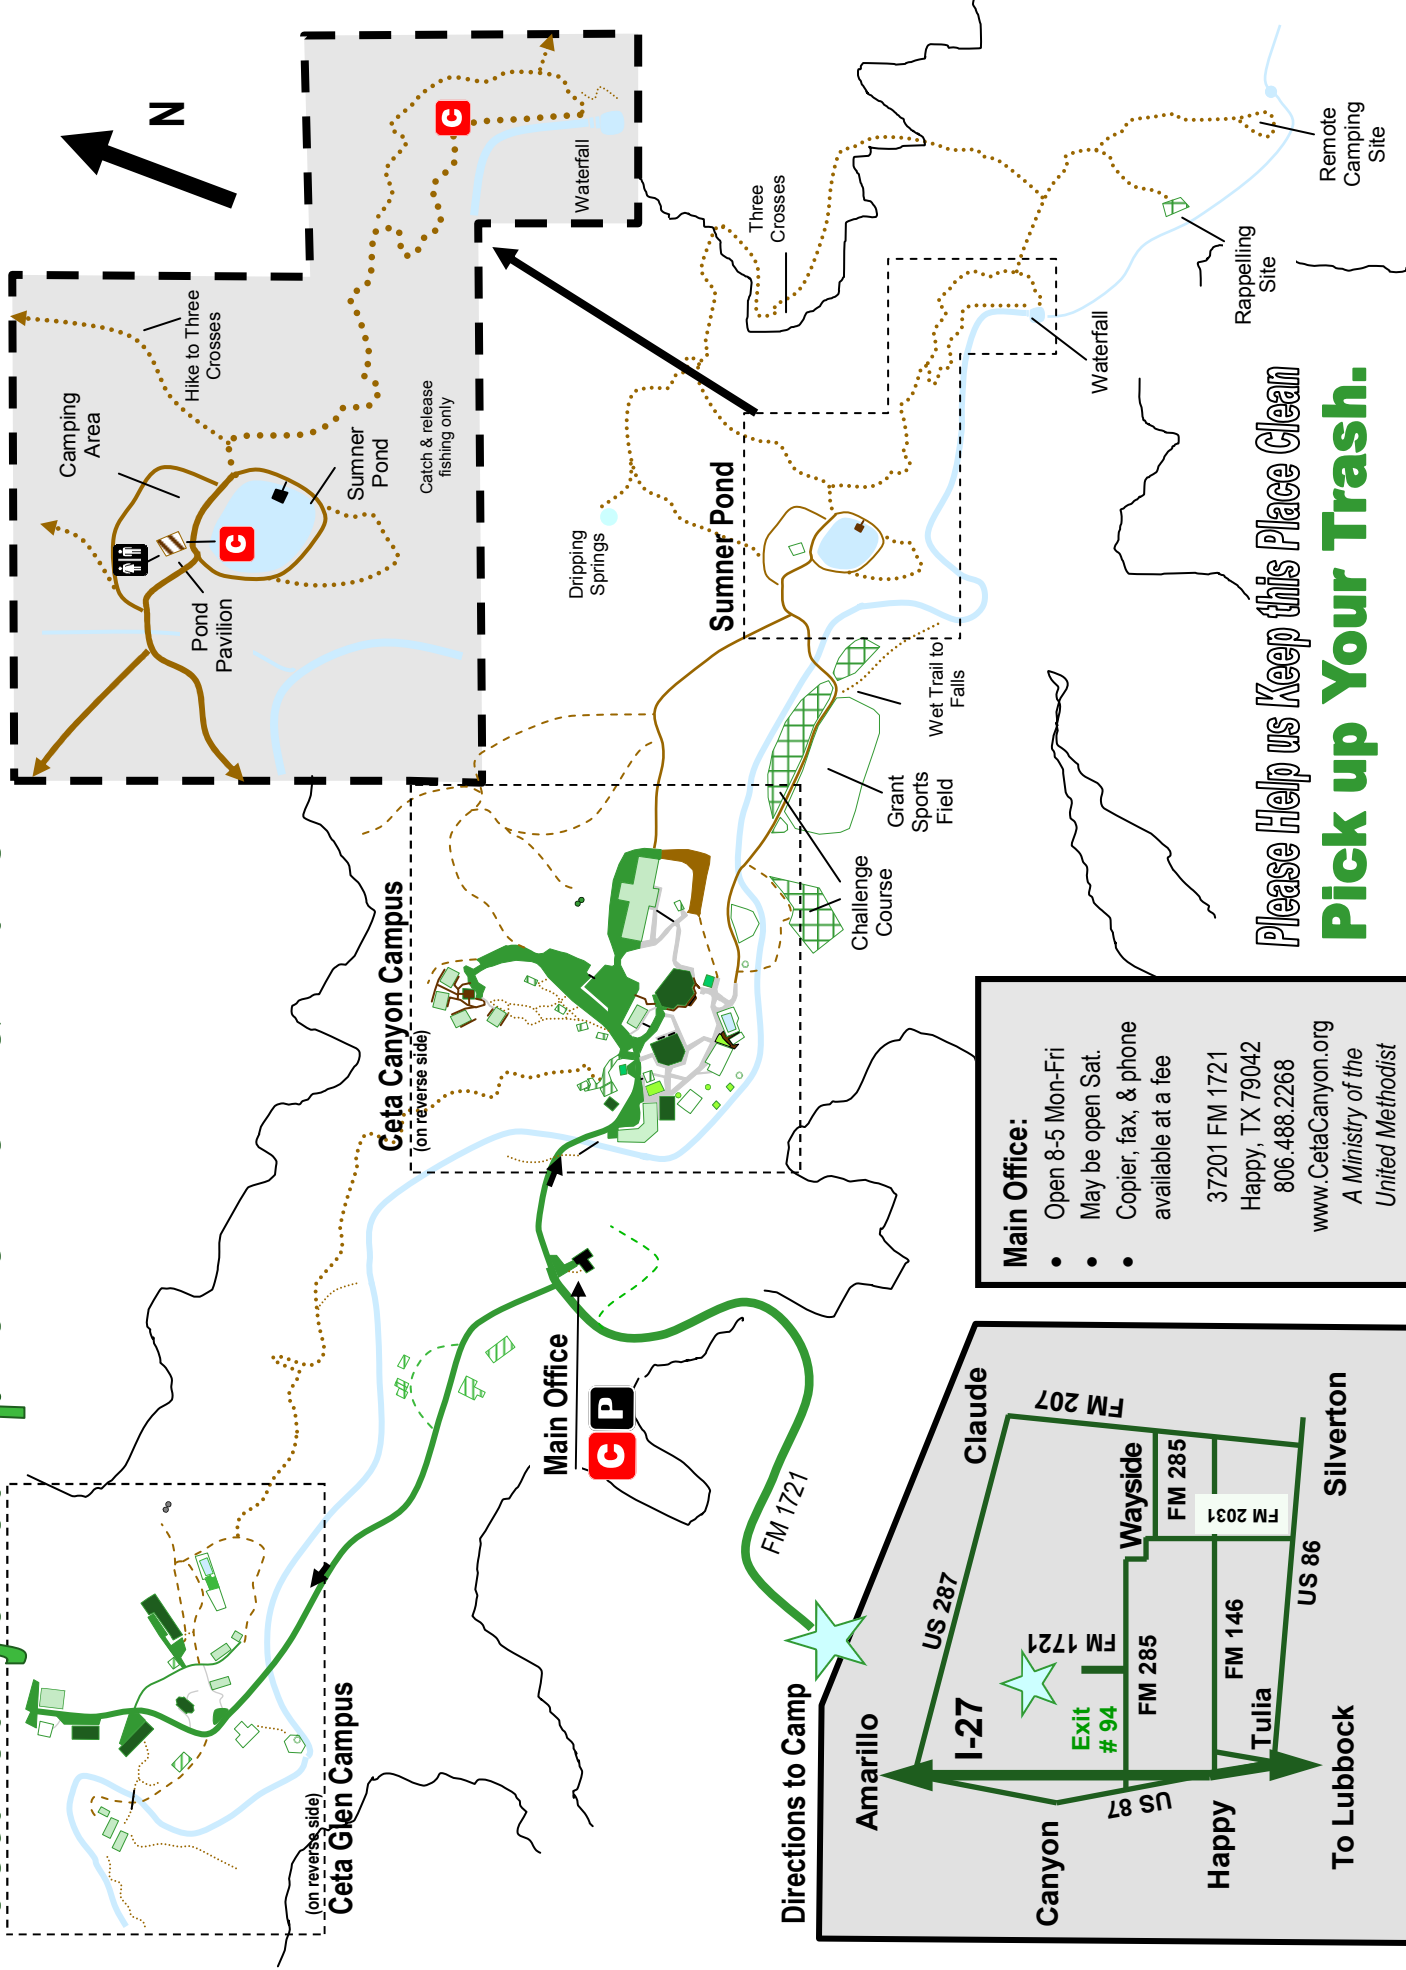 N
Camping
Area
Hike to Three
Crosses
Pond
Pavilion
Sumner
Pond
Catch & release
fishing only
C
C
Waterfall
Ceta Canyon Campus
(on reverse side)
Dripping
Springs
Sumner Pond
Three
Crosses
Wet Trail to
Falls
Grant
Sports
Field
Challenge
Course
Waterfall
Rappelling
Site
Remote
Camping
Site
(on reverse side)
Ceta Glen Campus
Main Office
C
P
FM 1721
Please Help us Keep this Place Clean
Pick up Your Trash.
Main Office:
• Open 8-5 Mon-Fri
• May be open Sat.
• Copier, fax, & phone
available at a fee
37201 FM 1721
Happy, TX 79042
806.488.2268
www.CetaCanyon.org
A Ministry of the
United Methodist
Directions to Camp
Amarillo
Claude
US 287
FM 207
I-27
Canyon
Exit
# 94
FM 1721
Wayside
FM 285
FM 285
US 87
FM 146
FM 2031
Happy
Tulia
US 86
To Lubbock
Silverton